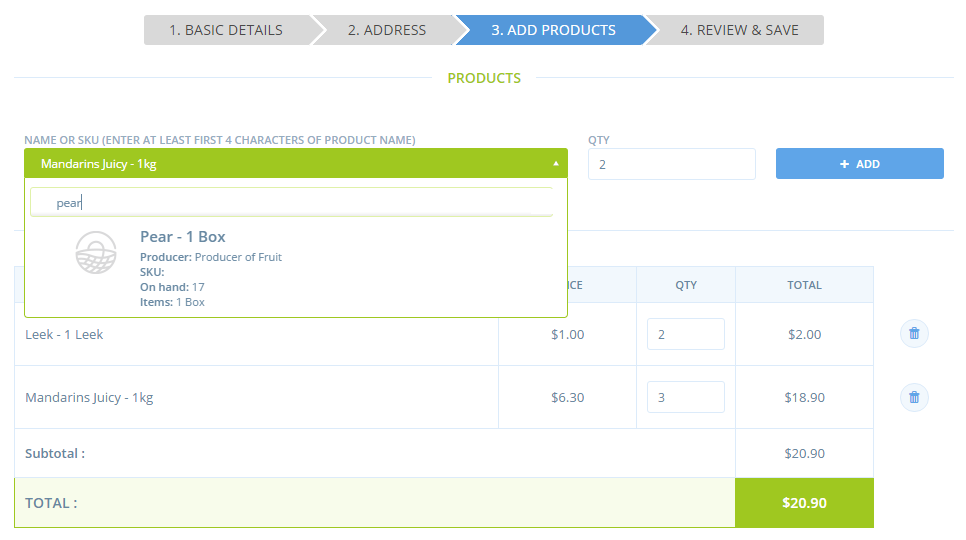 1. BASIC DETAILS 2. ADDRESS 3. ADD PRODUCTS 4. REVIEW & SAVE
PRODUCTS
NAME OR SKU (ENTER AT LEAST FIRST 4 CHARACTERS OF PRODUCT NAME) QTY
Mandarins Juicy - 1kg 2 + ADD
pear
Pear - 1 Box
Producer: Producer of Fruit
SKU:
On hand: 17
Items: 1 Box
ICE QTY TOTAL
Leek - 1 Leek $1.00 2 $2.00
Mandarins Juicy - 1kg $6.30 3 $18.90
Subtotal : $20.90
TOTAL : $20.90